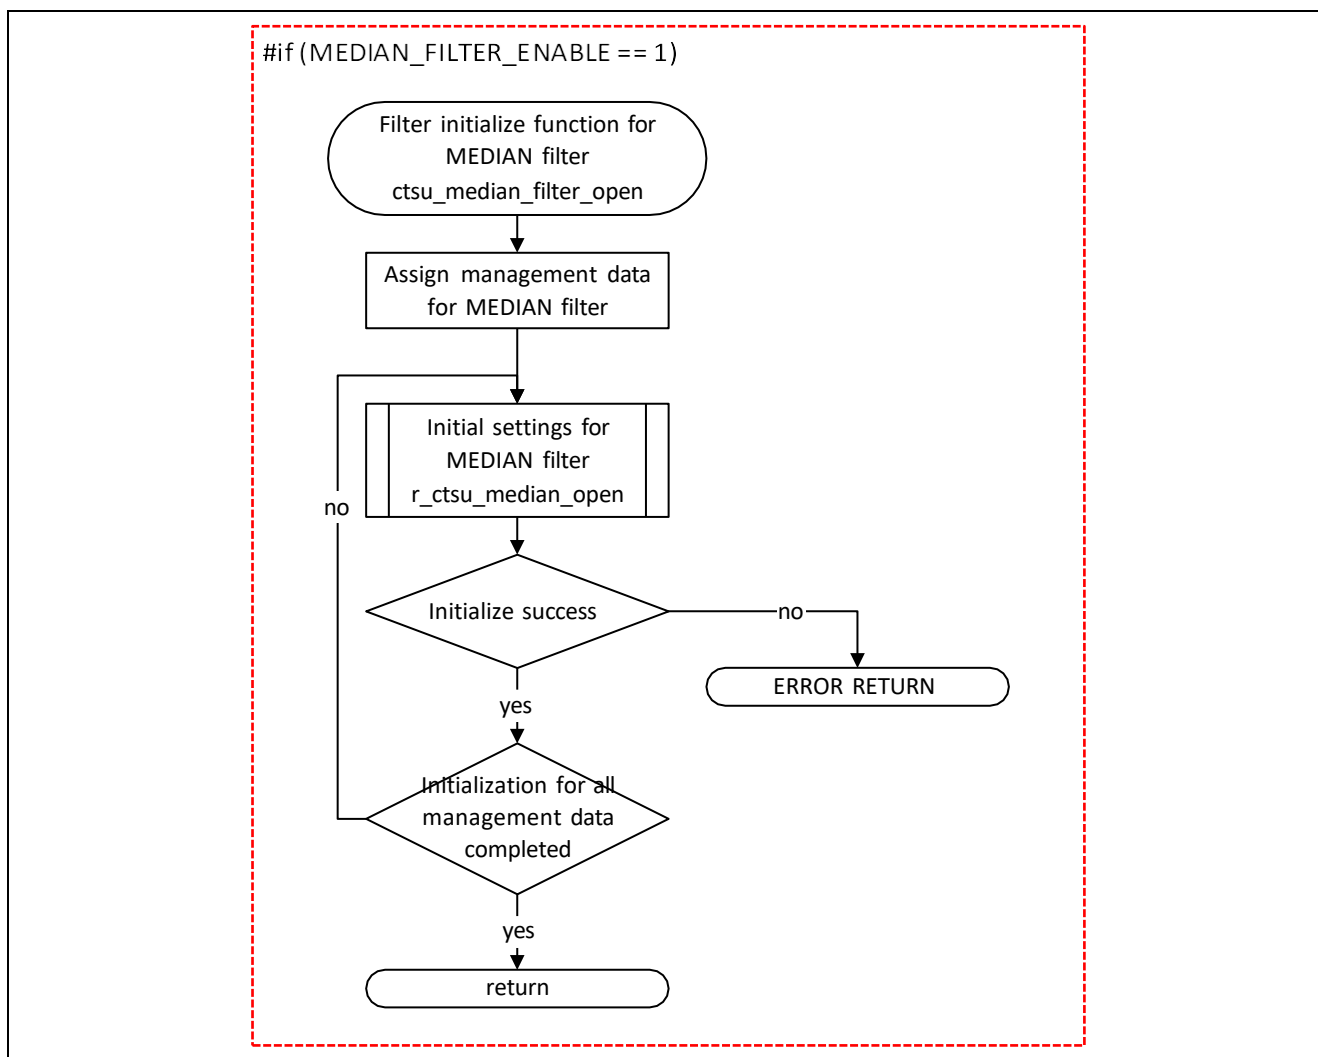 #if (MEDIAN_FILTER_ENABLE == 1)
Filter initialize function for
MEDIAN filter
ctsu_median_filter_open
Assign management data
for MEDIAN filter
Initial settings for
MEDIAN filter
r_ctsu_median_open
no
Initialize success
no
ERROR RETURN
yes
Initialization for all
management data
completed
yes
return